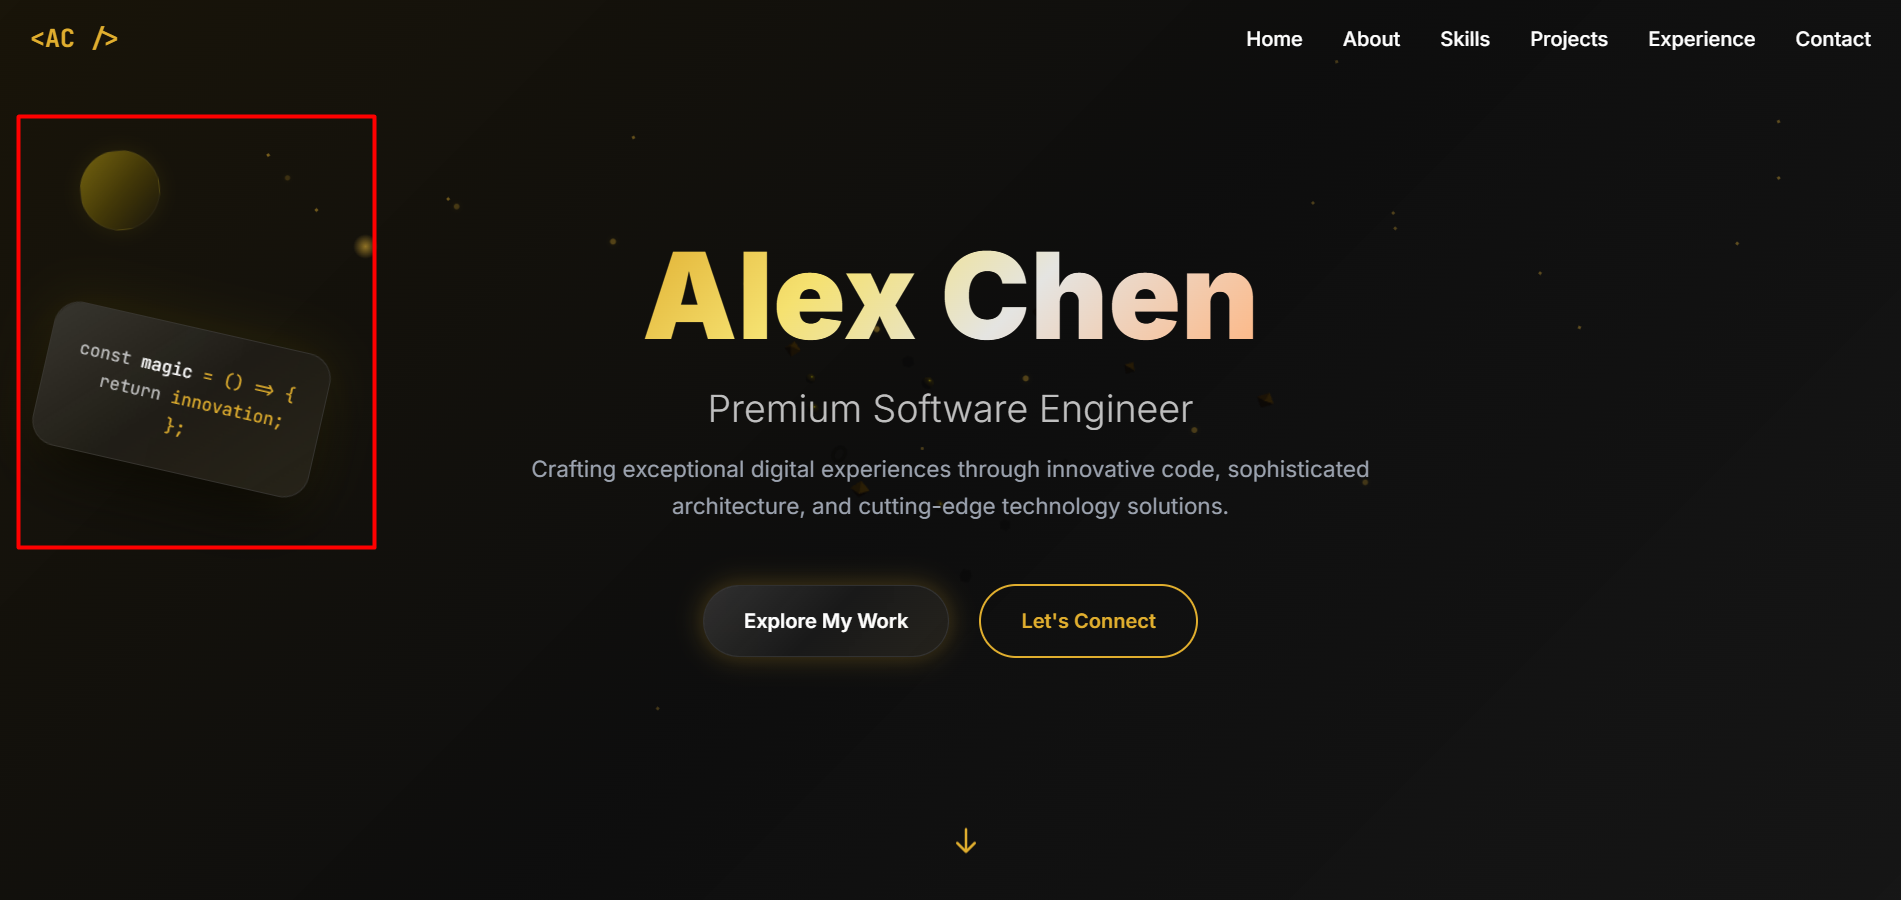 <AC />
Home About Skills Projects Experience Contact
const magic = () => {
return innovation;
};
Alex Chen
Premium Software Engineer
Crafting exceptional digital experiences through innovative code, sophisticated
architecture, and cutting-edge technology solutions.
Explore My Work
Let's Connect